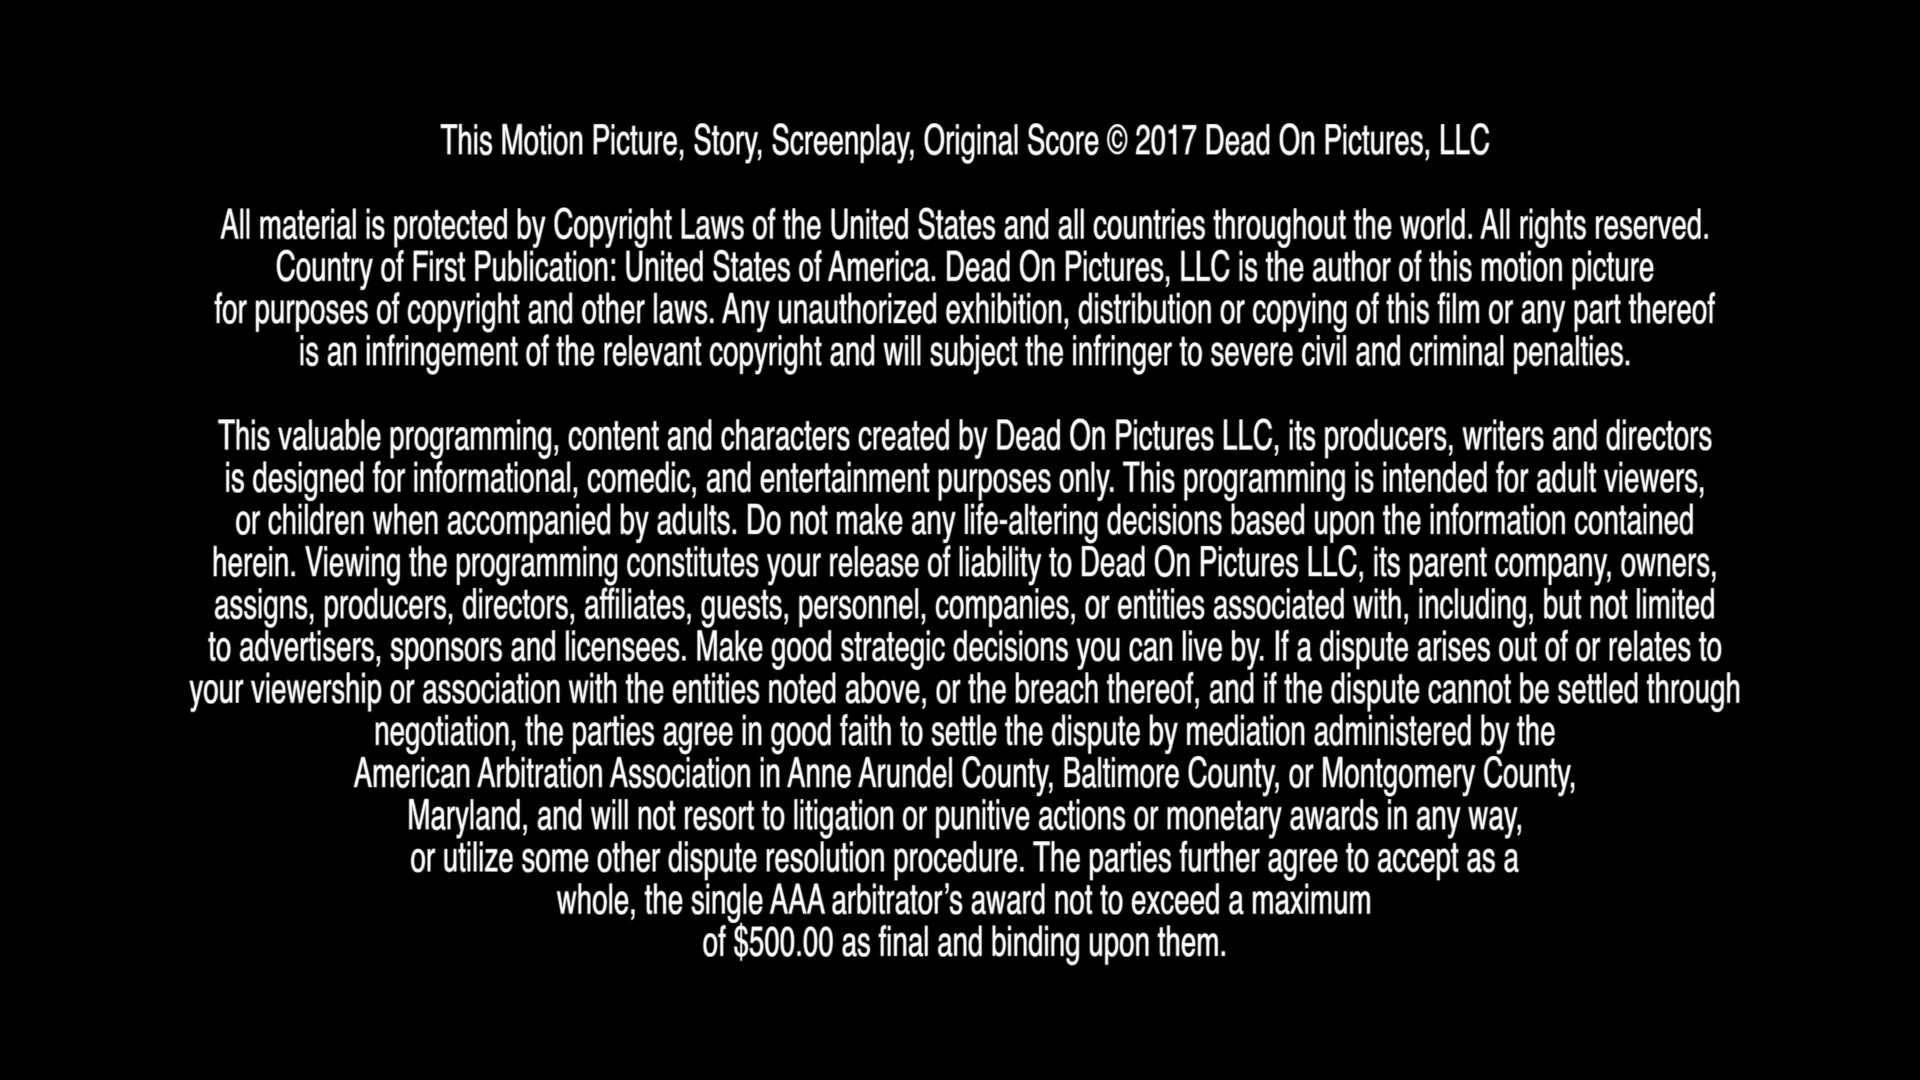 This Motion Picture, Story, Screenplay, Original Score © 2017 Dead On Pictures, LLC
All material is protected by Copyright Laws of the United States and all countries throughout the world. All rights reserved.
Country of First Publication: United States of America. Dead On Pictures, LLC is the author of this motion picture
for purposes of copyright and other laws. Any unauthorized exhibition, distribution or copying of this film or any part thereof
is an infringement of the relevant copyright and will subject the infringer to severe civil and criminal penalties.
This valuable programming, content and characters created by Dead On Pictures LLC, its producers, writers and directors
is designed for informational, comedic, and entertainment purposes only. This programming is intended for adult viewers,
or children when accompanied by adults. Do not make any life-altering decisions based upon the information contained
herein. Viewing the programming constitutes your release of liability to Dead On Pictures LLC, its parent company, owners,
assigns, producers, directors, affiliates, guests, personnel, companies, or entities associated with, including, but not limited
to advertisers, sponsors and licensees. Make good strategic decisions you can live by. If a dispute arises out of or relates to
your viewership or association with the entities noted above, or the breach thereof, and if the dispute cannot be settled through
negotiation, the parties agree in good faith to settle the dispute by mediation administered by the
American Arbitration Association in Anne Arundel County, Baltimore County, or Montgomery County,
Maryland, and will not resort to litigation or punitive actions or monetary awards in any way,
or utilize some other dispute resolution procedure. The parties further agree to accept as a
whole, the single AAA arbitrator’s award not to exceed a maximum
of $500.00 as final and binding upon them.